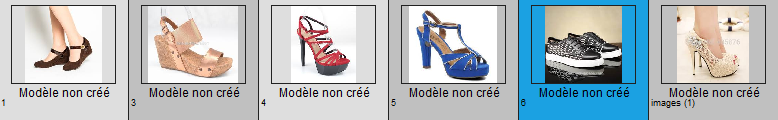 Modèle non créé
1
Modèle non créé
3
Modèle non créé
4
Modèle non créé
5
Modèle non créé
6
Modèle non créé
images (1)